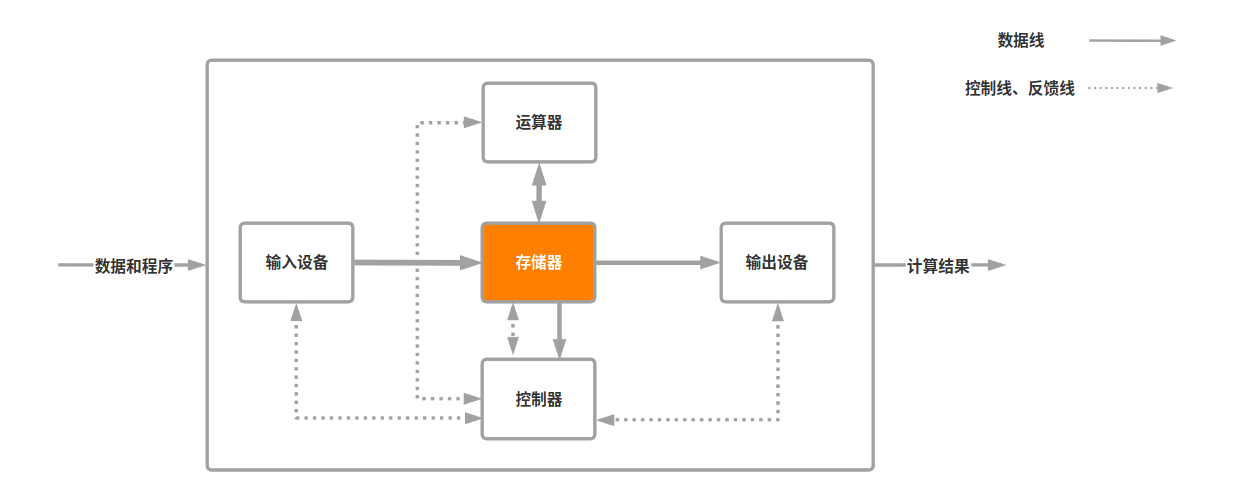 数据线
控制线、反馈线
运算器
数据和程序
输入设备
存储器
输出设备
计算结果
控制器